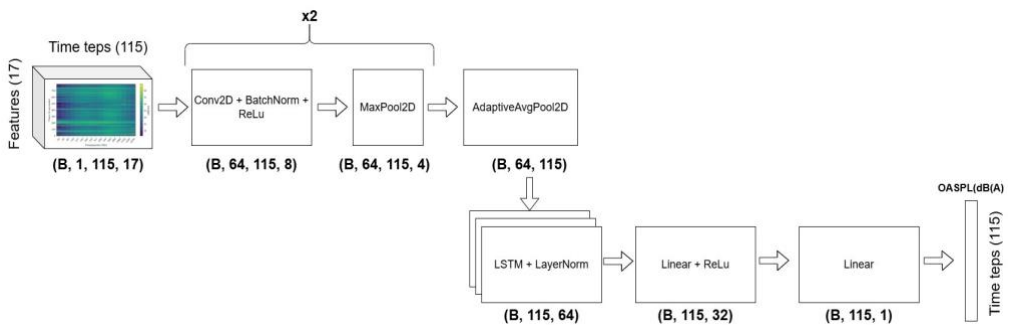 x2
Time teps (115)
Features (17)
Conv2D + BatchNorm +
ReLu
MaxPool2D
AdaptiveAvgPool2D
(B, 1, 115, 17)
(B, 64, 115, 8)
(B, 64, 115, 4)
(B, 64, 115)
OASPL(dB(A)
LSTM + LayerNorm
Linear + ReLu
Linear
Time teps (115)
(B, 115, 64)
(B, 115, 32)
(B, 115, 1)